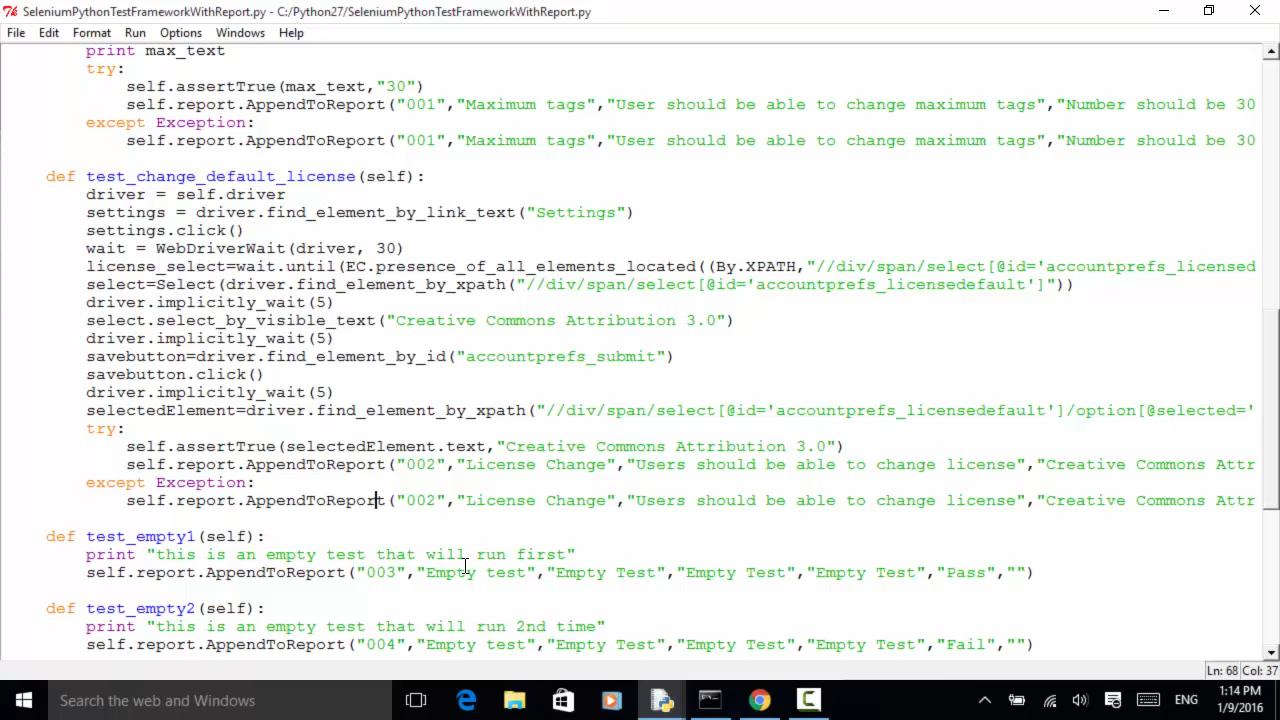 SeleniumPythonTestFrameworkWithReport.py - C:/Python27/SeleniumPythonTestFrameworkWithReport.py
File Edit Format Run Options Windows Help
print max_text
try:
self.assertTrue(max_text,"30")
self.report.AppendToReport("001","Maximum tags","User should be able to change maximum tags","Number should be 30
except Exception:
self.report.AppendToReport("001","Maximum tags","User should be able to change maximum tags","Number should be 30
def test_change_default_license(self):
driver = self.driver
settings = driver.find_element_by_link_text("Settings")
settings.click()
wait = WebDriverWait(driver, 30)
license_select=wait.until(EC.presence_of_all_elements_located((By.XPATH,"//div/span/select[@id='accountprefs_licensed
select=Select(driver.find_element_by_xpath("//div/span/select[@id='accountprefs_licensedefault']"))
driver.implicitly_wait(5)
select.select_by_visible_text("Creative Commons Attribution 3.0")
driver.implicitly_wait(5)
savebutton=driver.find_element_by_id("accountprefs_submit")
savebutton.click()
driver.implicitly_wait(5)
selectedElement=driver.find_element_by_xpath("//div/span/select[@id='accountprefs_licensedefault']/option[@selected='
try:
self.assertTrue(selectedElement.text,"Creative Commons Attribution 3.0")
self.report.AppendToReport("002","License Change","Users should be able to change license","Creative Commons Attr
except Exception:
self.report.AppendToReport("002","License Change","Users should be able to change license","Creative Commons Attr
def test_empty1(self):
print "this is an empty test that will run first"
self.report.AppendToReport("003","Empty test","Empty Test","Empty Test","Empty Test","Pass","")
def test_empty2(self):
print "this is an empty test that will run 2nd time"
self.report.AppendToReport("004","Empty test","Empty Test","Empty Test","Empty Test","Fail","")
Ln: 68 Col: 37
Search the web and Windows
ENG
1:14 PM
1/9/2016